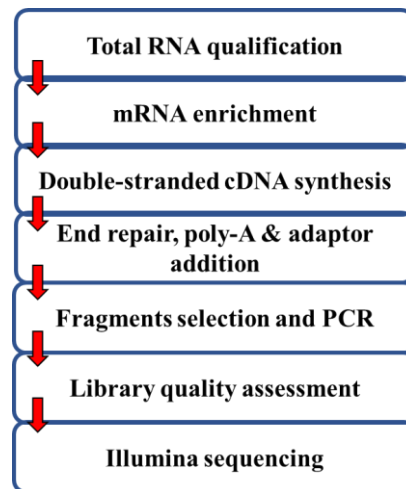 Total RNA qualification
mRNA enrichment
Double-stranded cDNA synthesis
End repair, poly-A & adaptor
addition
Fragments selection and PCR
Library quality assessment
Illumina sequencing